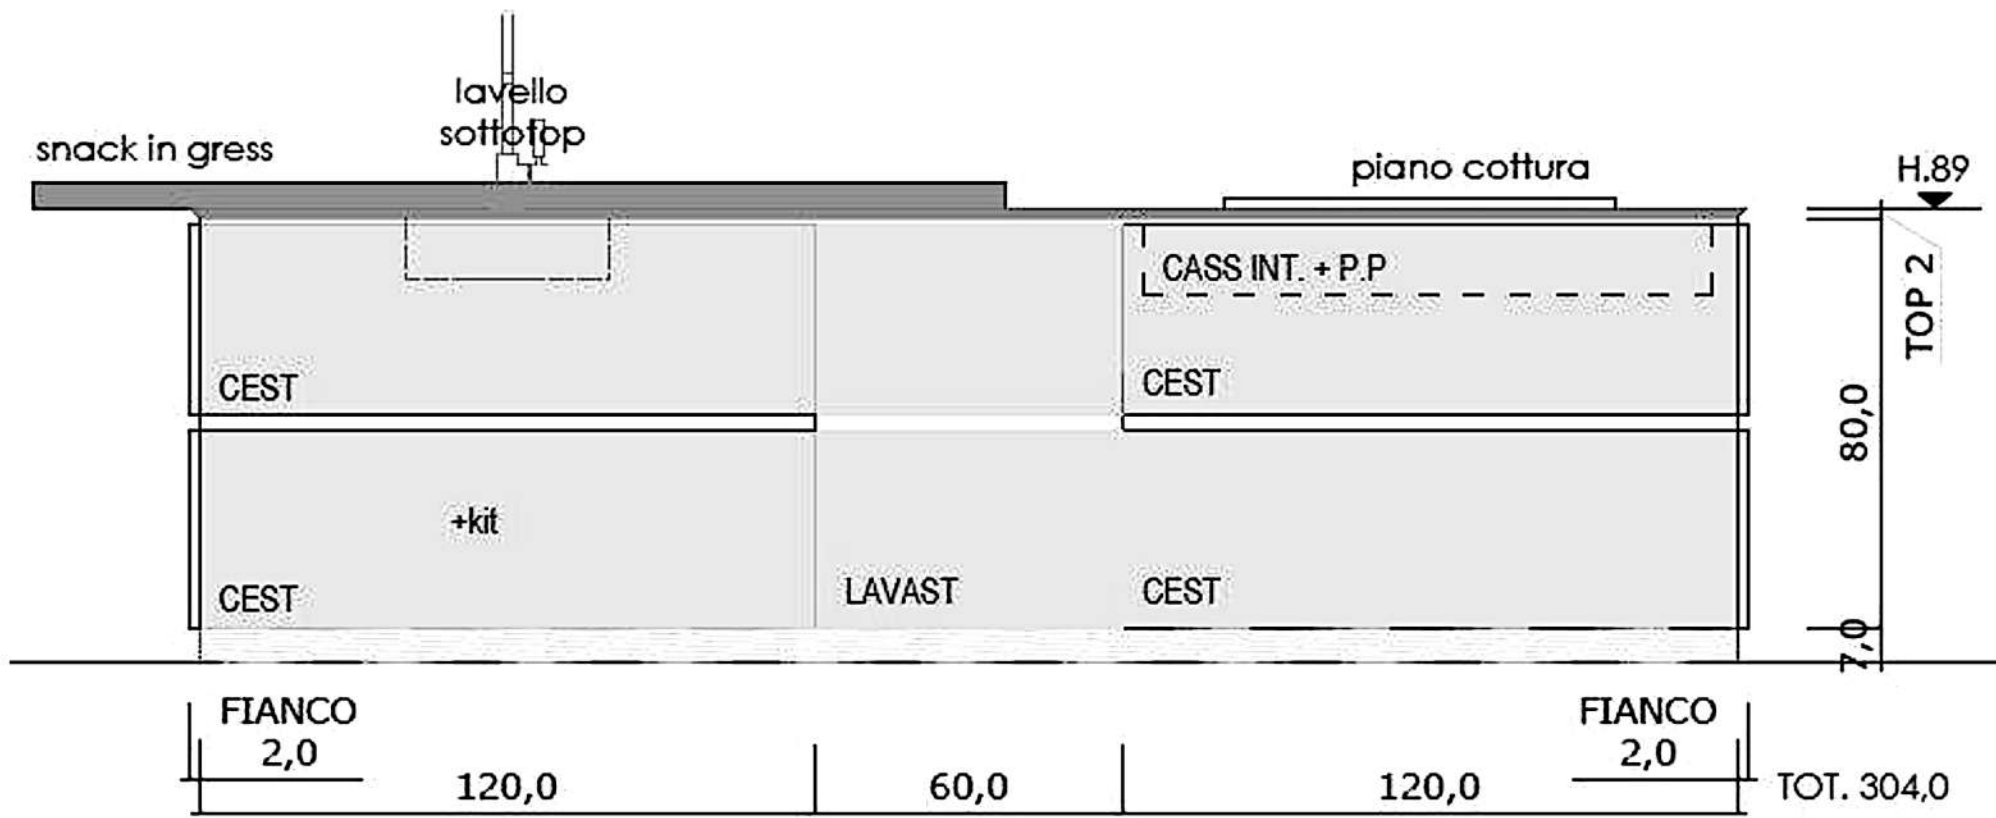 lavello
sottotop
snack in gress
piano cottura
H.89
CASS INT. + P.P
TOP 2
CEST
CEST
80,0
+kit
CEST
LAVAST
CEST
7,0
FIANCO
2,0
FIANCO
2,0
120,0
60,0
120,0
TOT. 304,0